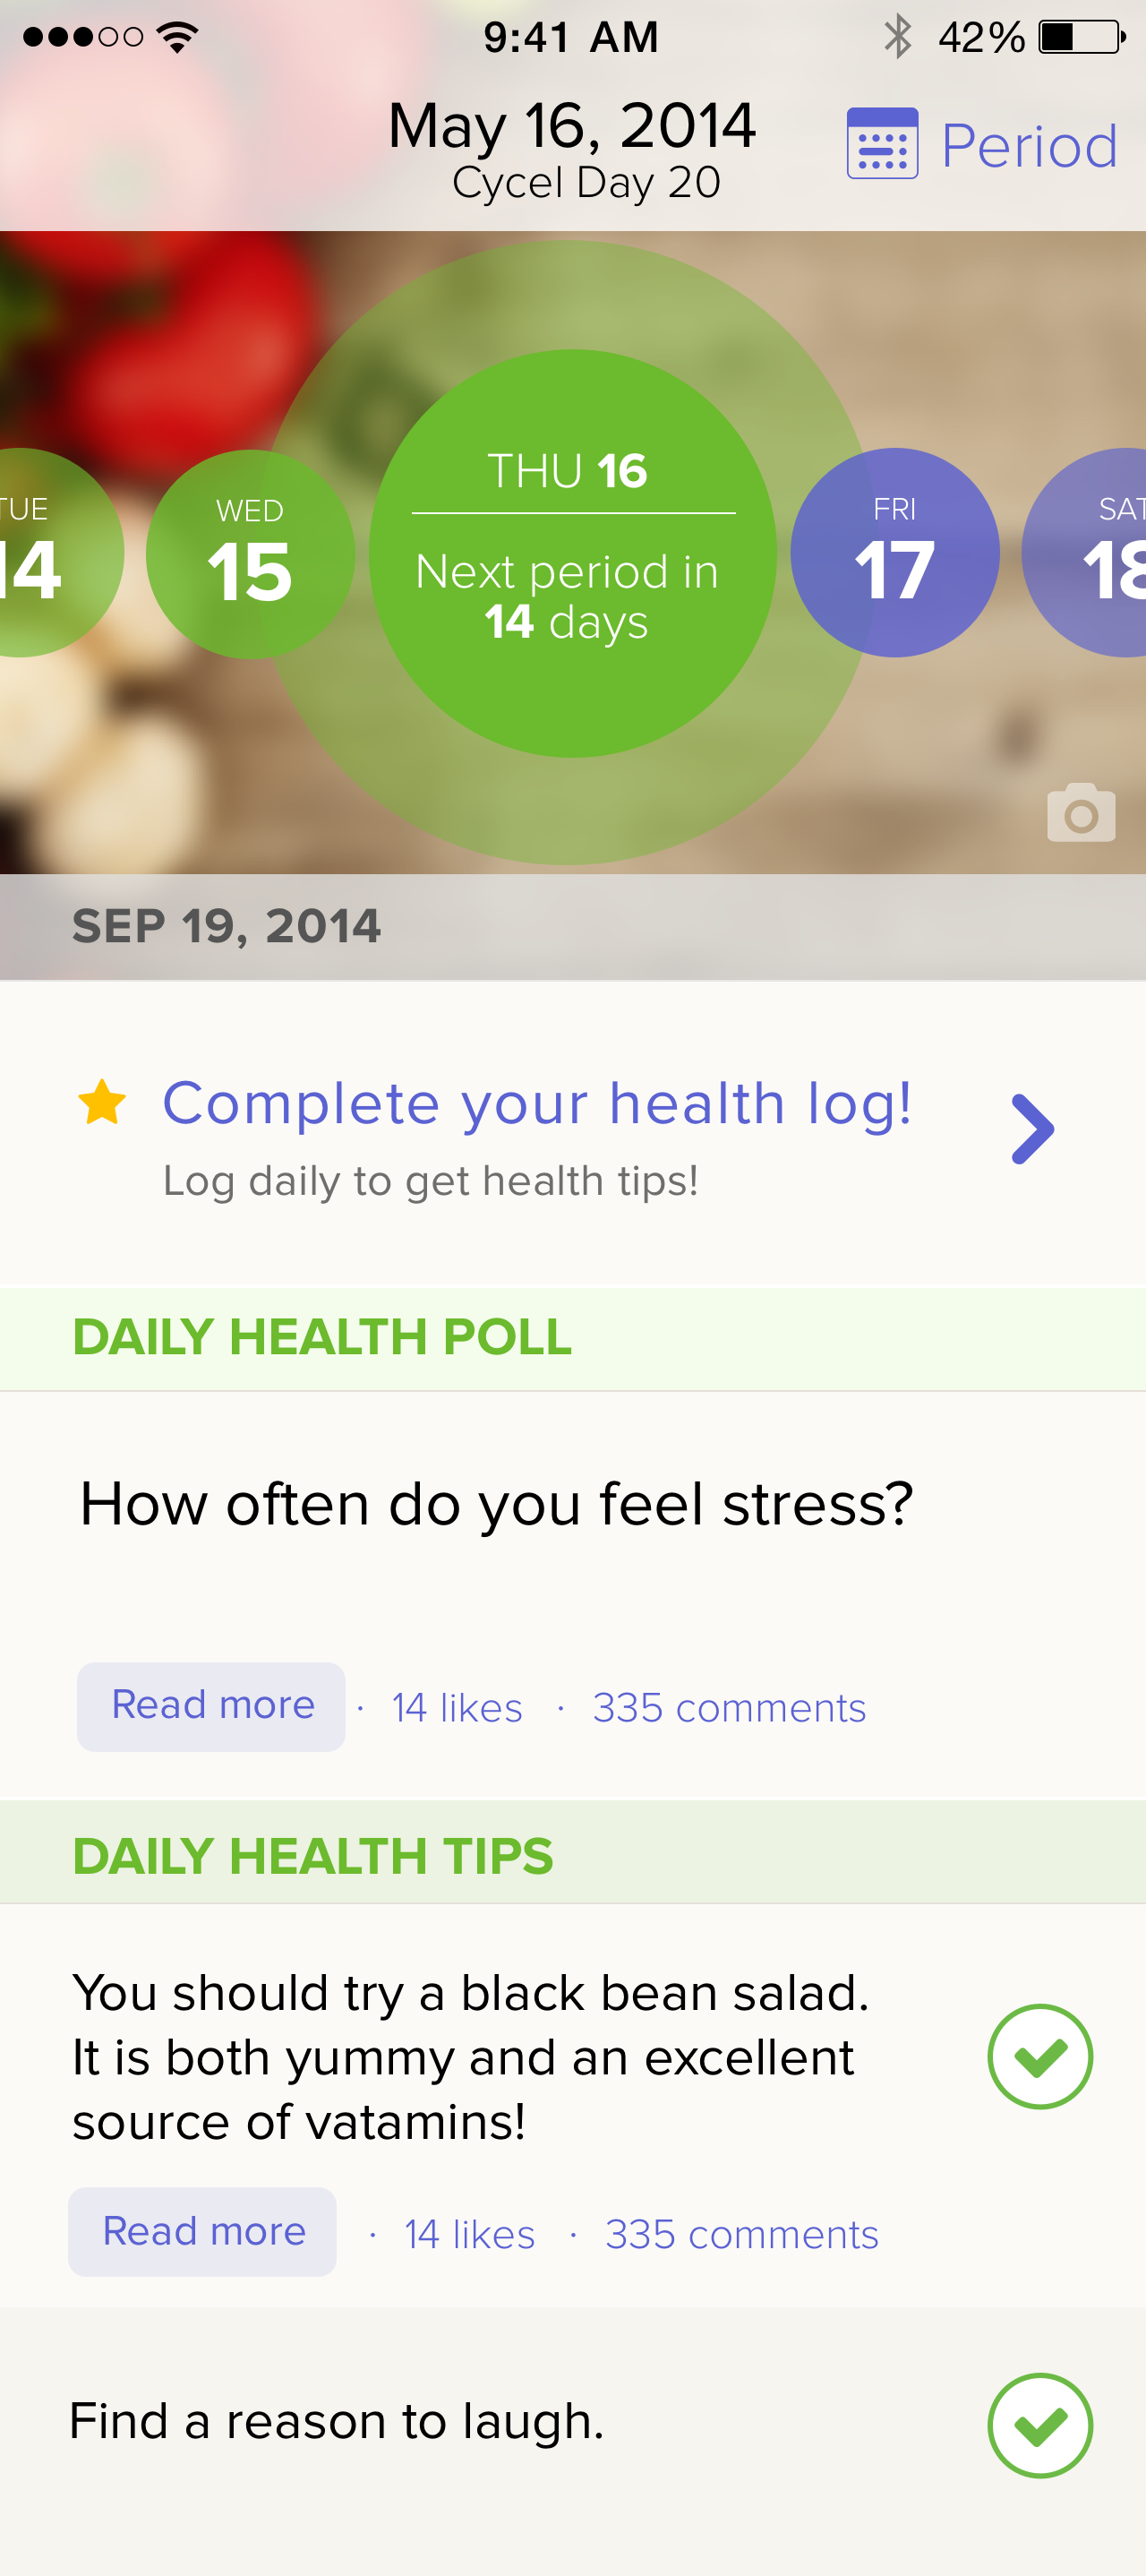 9:41 AM
42%
May 16, 2014
Cycel Day 20
Period
TUE
14
WED
15
THU 16
Next period in
14 days
FRI
17
SAT
18
SEP 19, 2014
Complete your health log!
Log daily to get health tips!
DAILY HEALTH POLL
How often do you feel stress?
Read more · 14 likes · 335 comments
DAILY HEALTH TIPS
You should try a black bean salad.
It is both yummy and an excellent
source of vatamins!
Read more · 14 likes · 335 comments
Find a reason to laugh.